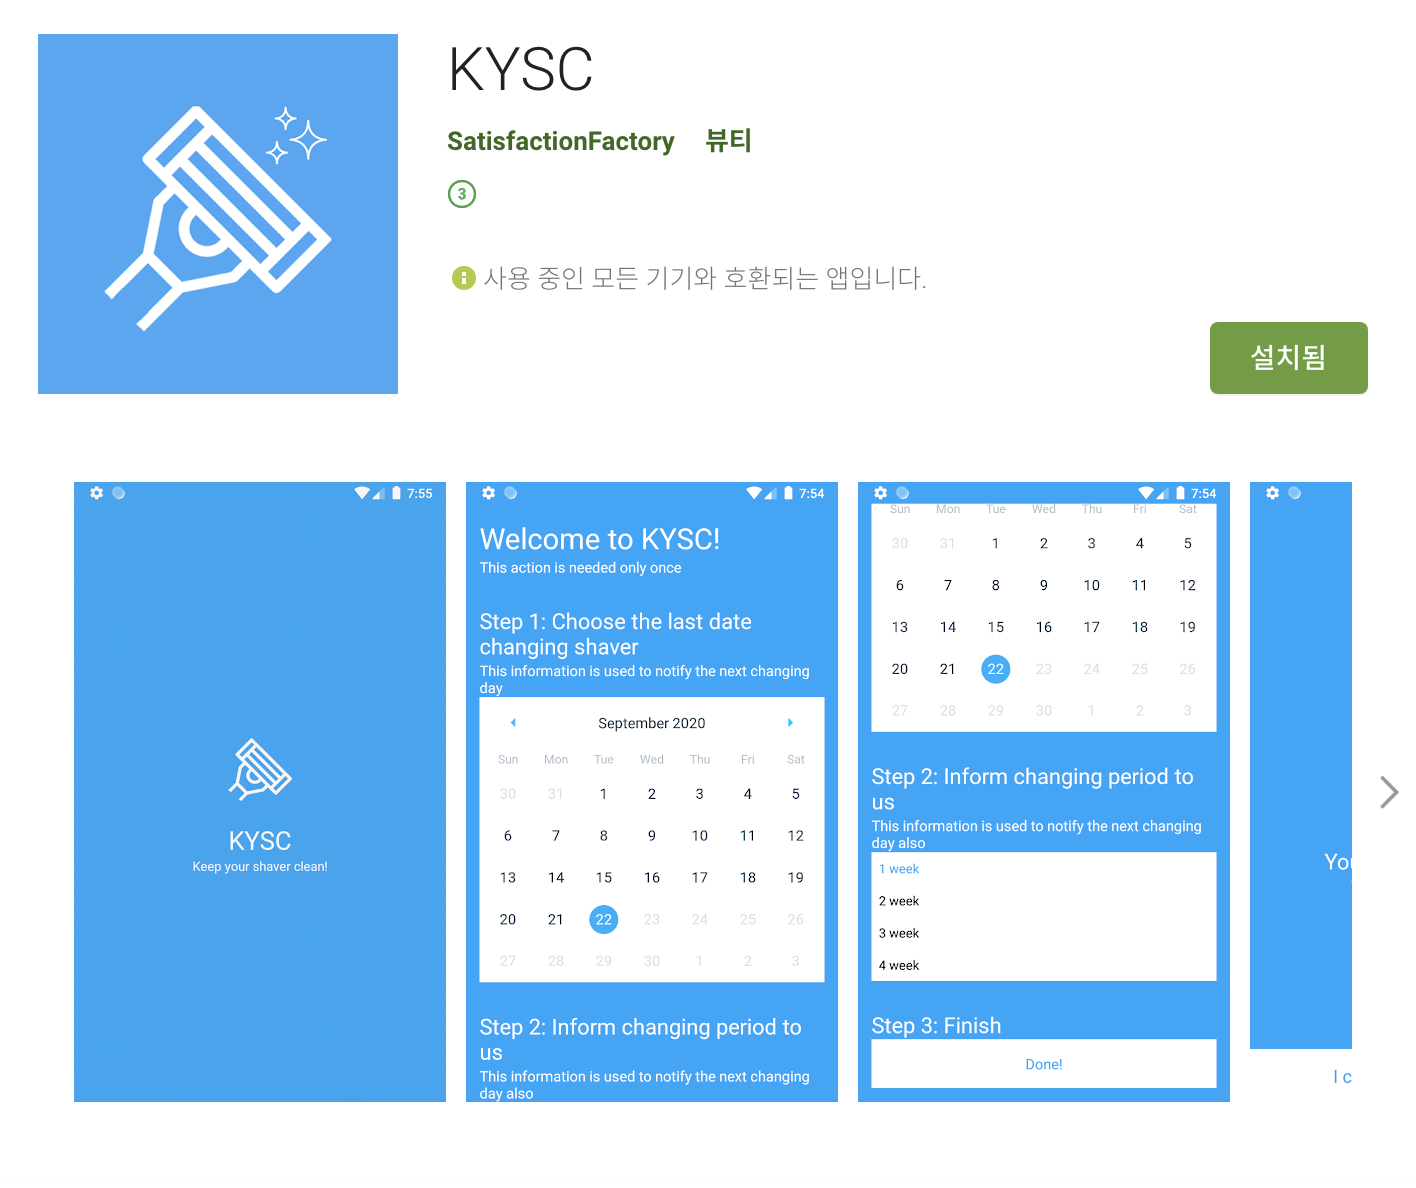 KYSC
SatisfactionFactory 뷰티
3
사용 중인 모든 기기와 호환되는 앱입니다.
설치됨
7:55
KYSC
Keep your shaver clean!
7:54
Welcome to KYSC!
This action is needed only once
Step 1: Choose the last date
changing shaver
This information is used to notify the next changing
day
September 2020
Sun Mon Tue Wed Thu Fri Sat
30 31 1 2 3 4 5
6 7 8 9 10 11 12
13 14 15 16 17 18 19
20 21 22 23 24 25 26
27 28 29 30 1 2 3
Step 2: Inform changing period to
us
This information is used to notify the next changing
day also
7:54
Sun Mon Tue Wed Thu Fri Sat
30 31 1 2 3 4 5
6 7 8 9 10 11 12
13 14 15 16 17 18 19
20 21 22 23 24 25 26
27 28 29 30 1 2 3
Step 2: Inform changing period to
us
This information is used to notify the next changing
day also
1 week
2 week
3 week
4 week
Step 3: Finish
Done!
I c